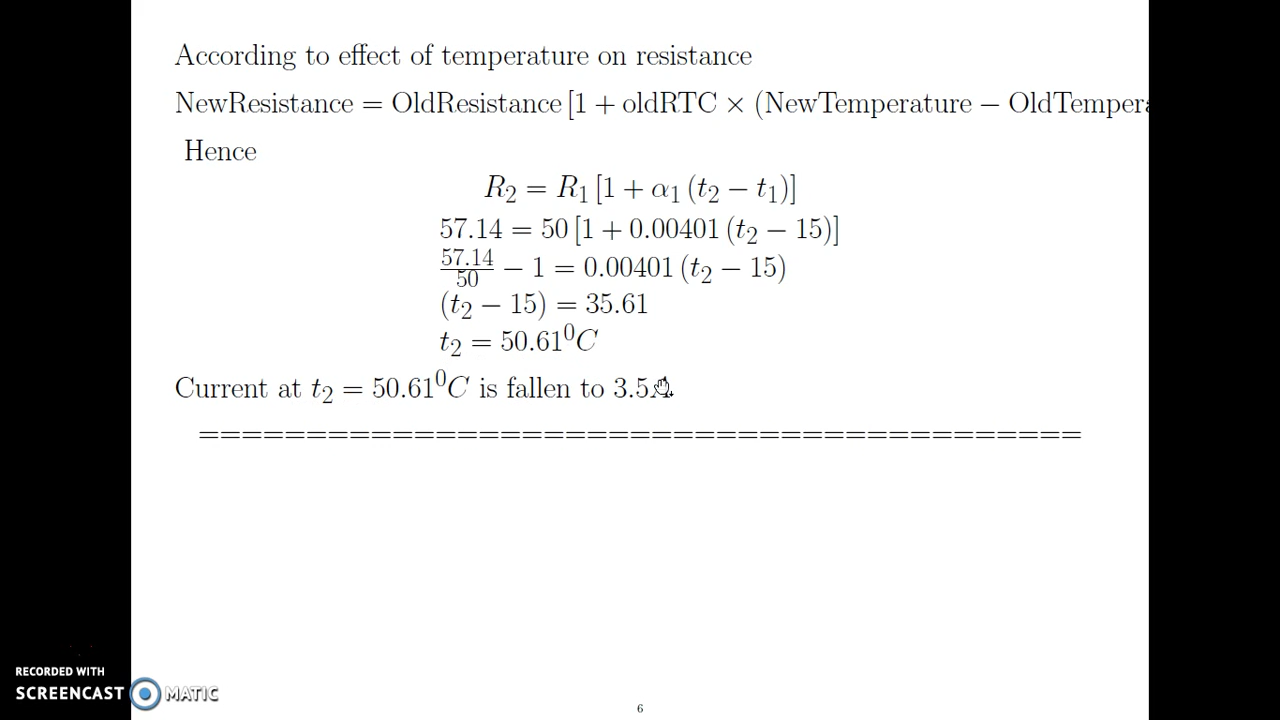 According to effect of temperature on resistance
NewResistance = OldResistance [1 + oldRTC × (NewTemperature − OldTempera
Hence
R₂ = R₁ [1 + α₁ (t₂ − t₁)]
57.14 = 50 [1 + 0.00401 (t₂ − 15)]
57.14/50 − 1 = 0.00401 (t₂ − 15)
(t₂ − 15) = 35.61
t₂ = 50.61⁰C
Current at t₂ = 50.61⁰C is fallen to 3.5A.
=========================================
RECORDED WITH
SCREENCAST MATIC
6